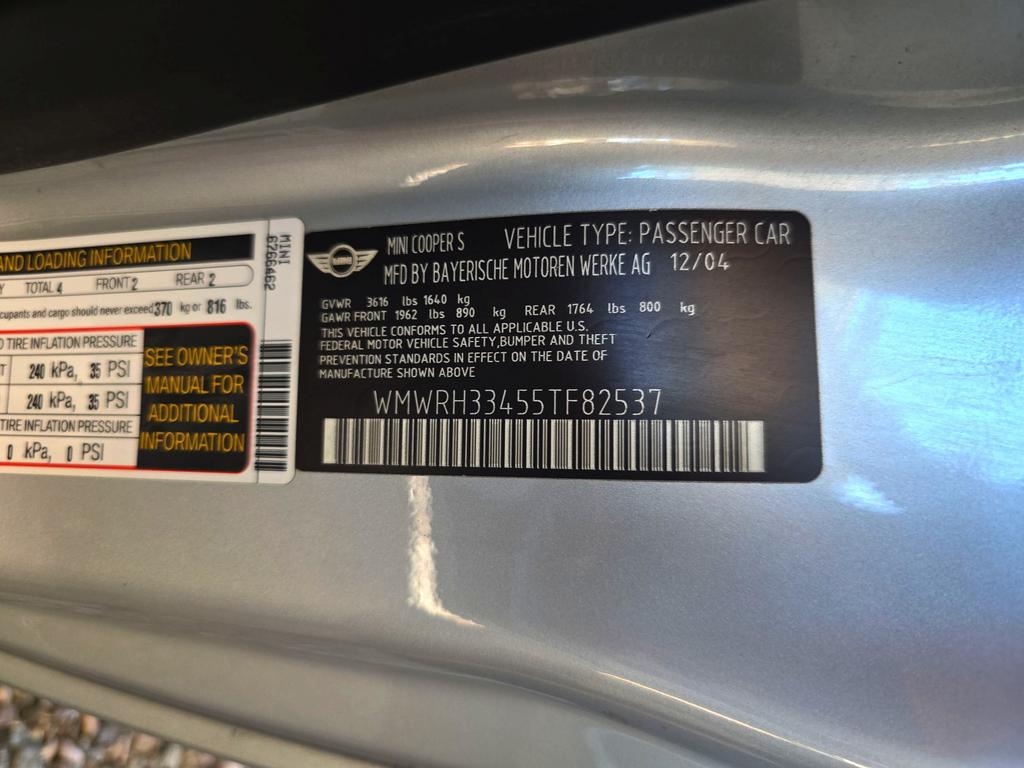 AND LOADING INFORMATION
TOTAL 4 FRONT 2 REAR 2
cupants and cargo should never exceed 370 kg or 816 lbs.
TIRE INFLATION PRESSURE
240 kPa, 35 PSI
240 kPa, 35 PSI
TIRE INFLATION PRESSURE
0 kPa, 0 PSI
SEE OWNER'S
MANUAL FOR
ADDITIONAL
INFORMATION
MINI
6766462
MINI
MINI COOPER S VEHICLE TYPE: PASSENGER CAR
MFD BY BAYERISCHE MOTOREN WERKE AG 12/04
GVWR 3616 lbs 1640 kg
GAWR FRONT 1962 lbs 890 kg REAR 1764 lbs 800 kg
THIS VEHICLE CONFORMS TO ALL APPLICABLE U.S.
FEDERAL MOTOR VEHICLE SAFETY,BUMPER AND THEFT
PREVENTION STANDARDS IN EFFECT ON THE DATE OF
MANUFACTURE SHOWN ABOVE
WMWRH33455TF82537